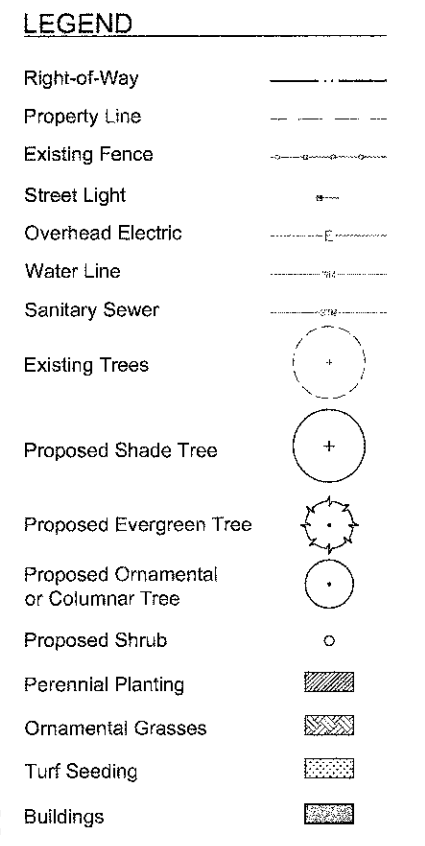 LEGEND
Right-of-Way
Property Line
Existing Fence
Street Light
Overhead Electric
E
Water Line
Sanitary Sewer
Existing Trees
Proposed Shade Tree
Proposed Evergreen Tree
Proposed Ornamental
or Columnar Tree
Proposed Shrub
Perennial Planting
Ornamental Grasses
Turf Seeding
Buildings